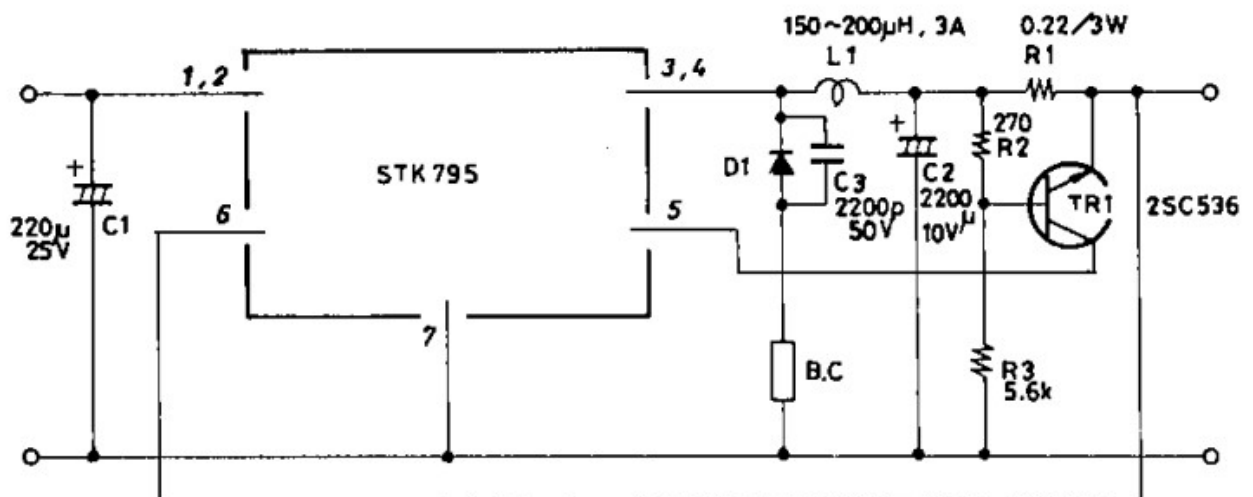 150~200µH, 3A
L1
0.22/3W
R1
1,2
3,4
STK795
6
5
7
+
220µ
25V
C1
D1
C3
2200p
50V
+
C2
2200
µ
10V
270
R2
TR1
2SC536
B.C
R3
5.6k